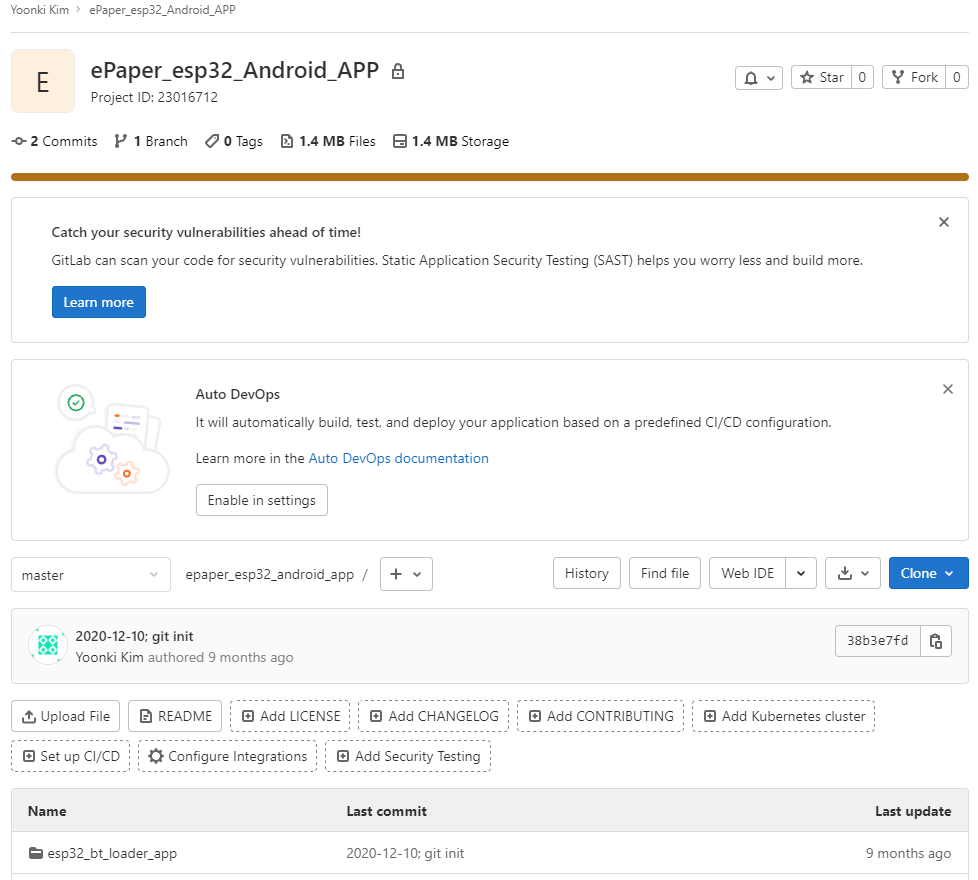 Yoonki Kim > ePaper_esp32_Android_APP
E
ePaper_esp32_Android_APP
Project ID: 23016712
Star 0
Fork 0
2 Commits 1 Branch 0 Tags 1.4 MB Files 1.4 MB Storage
Catch your security vulnerabilities ahead of time!
GitLab can scan your code for security vulnerabilities. Static Application Security Testing (SAST) helps you worry less and build more.
Learn more
Auto DevOps
It will automatically build, test, and deploy your application based on a predefined CI/CD configuration.
Learn more in the Auto DevOps documentation
Enable in settings
master epaper_esp32_android_app / + History Find file Web IDE Clone
2020-12-10; git init
Yoonki Kim authored 9 months ago
38b3e7fd
Upload File README Add LICENSE Add CHANGELOG Add CONTRIBUTING Add Kubernetes cluster
Set up CI/CD Configure Integrations Add Security Testing
Name Last commit Last update
esp32_bt_loader_app 2020-12-10; git init 9 months ago